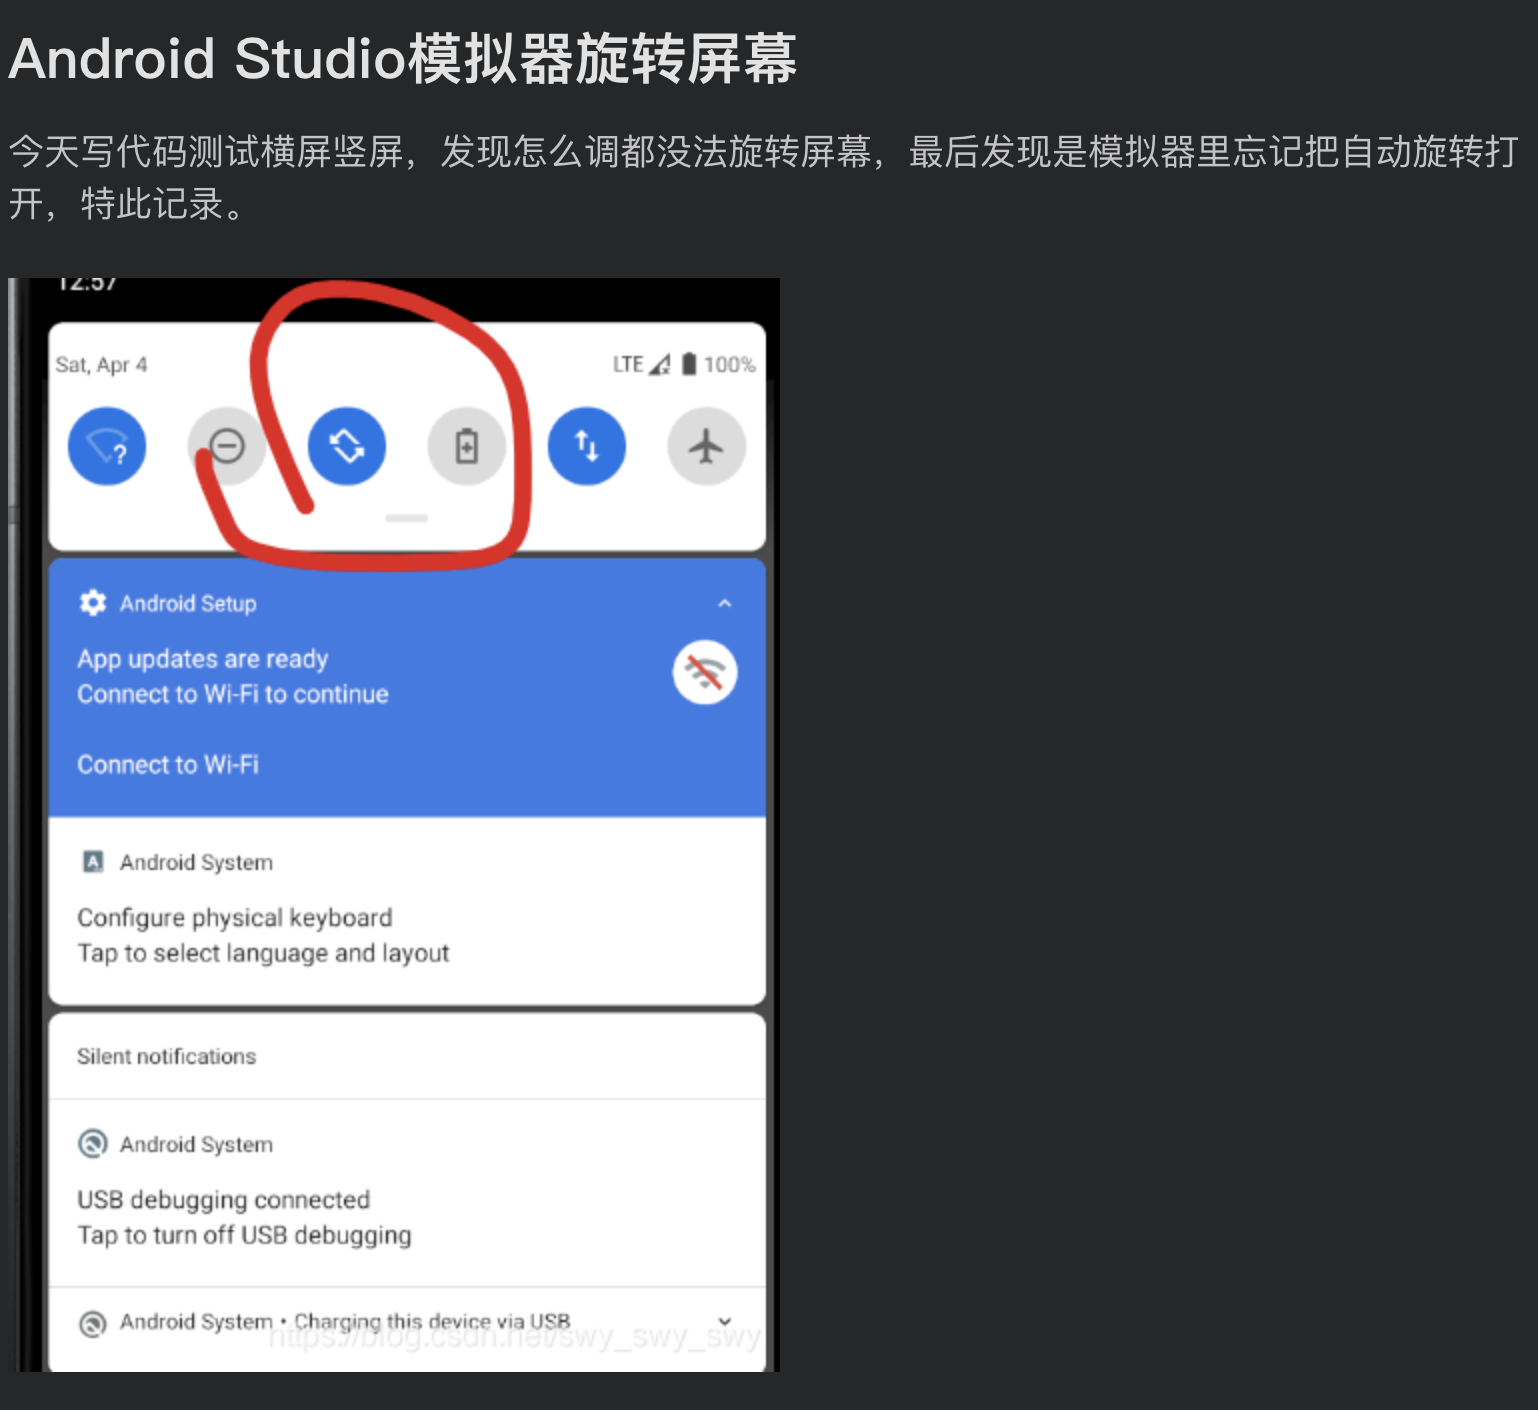 Android Studio模拟器旋转屏幕
今天写代码测试横屏竖屏，发现怎么调都没法旋转屏幕，最后发现是模拟器里忘记把自动旋转打
开，特此记录。
12:57
Sat, Apr 4
LTE 100%
Android Setup
App updates are ready
Connect to Wi-Fi to continue
Connect to Wi-Fi
Android System
Configure physical keyboard
Tap to select language and layout
Silent notifications
Android System
USB debugging connected
Tap to turn off USB debugging
Android System • Charging this device via USB
https://blog.csdn.net/swy_swy_swy